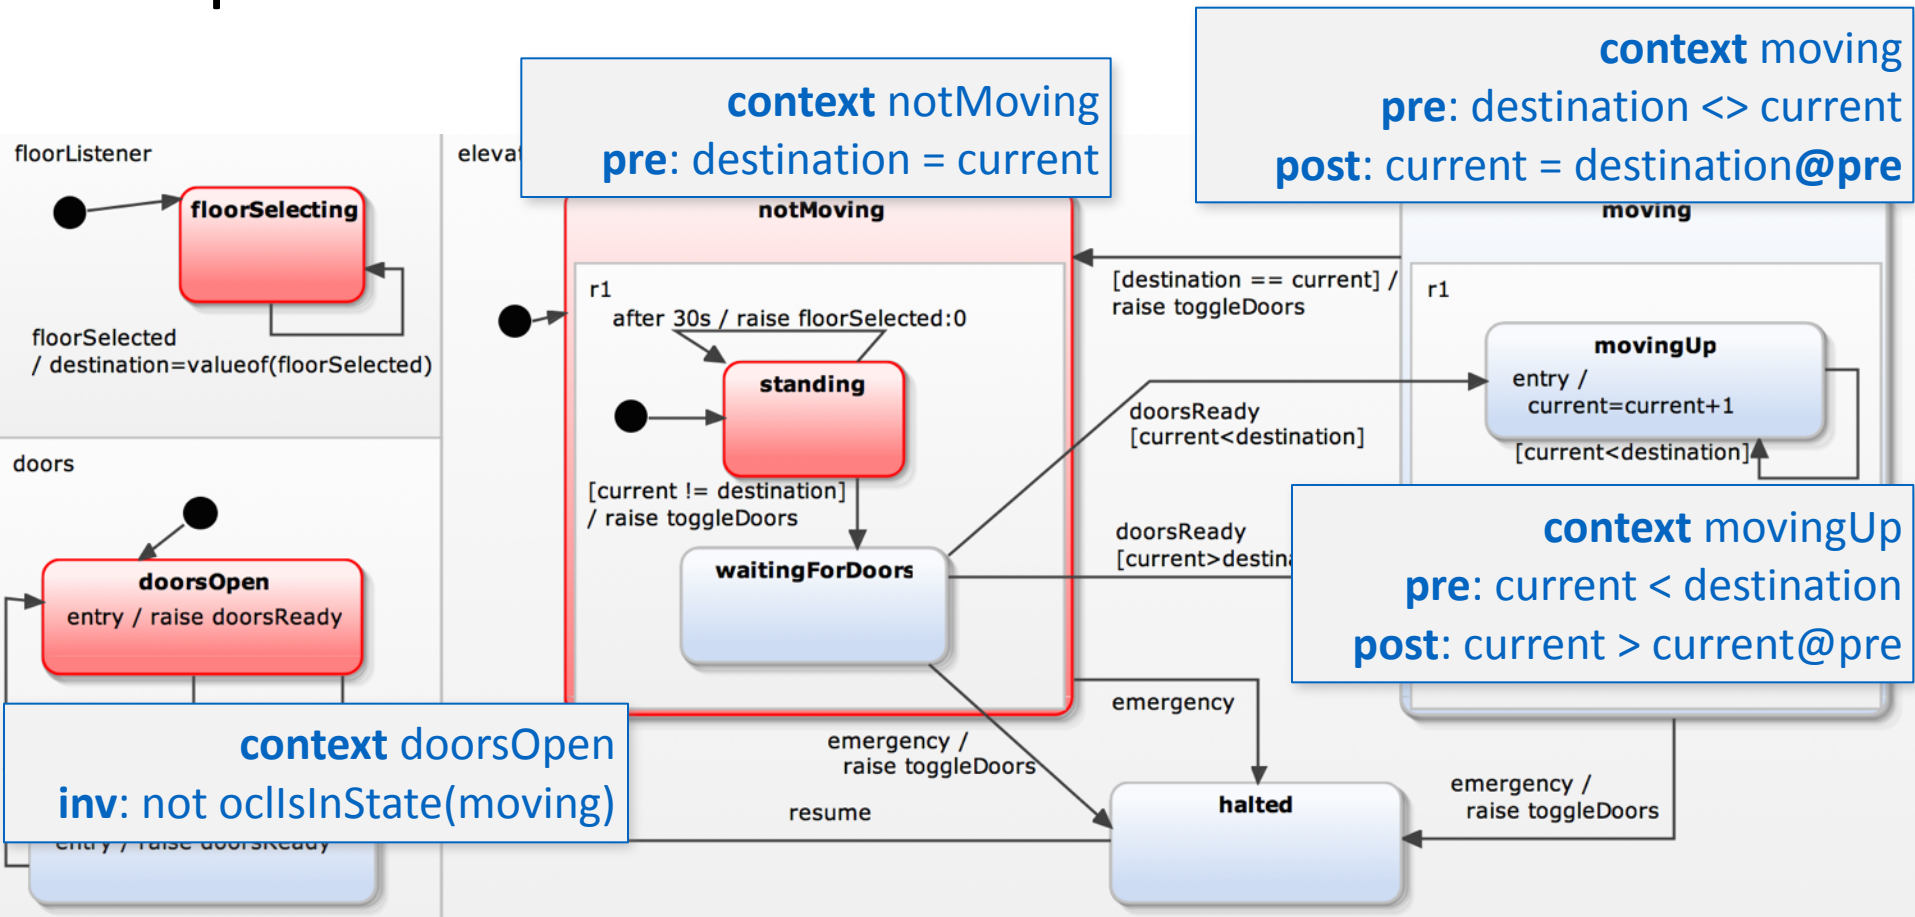 context moving
pre: destination <> current
post: current = destination@pre
context notMoving
pre: destination = current
floorListener
floorSelecting
floorSelected
/ destination=valueof(floorSelected)
notMoving
r1
after 30s / raise floorSelected:0
standing
[current != destination]
/ raise toggleDoors
waitingForDoors
[destination == current] /
raise toggleDoors
moving
r1
movingUp
entry /
current=current+1
[current<destination]
doorsReady
[current<destination]
doorsReady
context movingUp
pre: current < destination
post: current > current@pre
doors
doorsOpen
entry / raise doorsReady
context doorsOpen
inv: not oclIsInState(moving)
entry / raise doorsReady
emergency
emergency /
raise toggleDoors
resume
halted
emergency /
raise toggleDoors